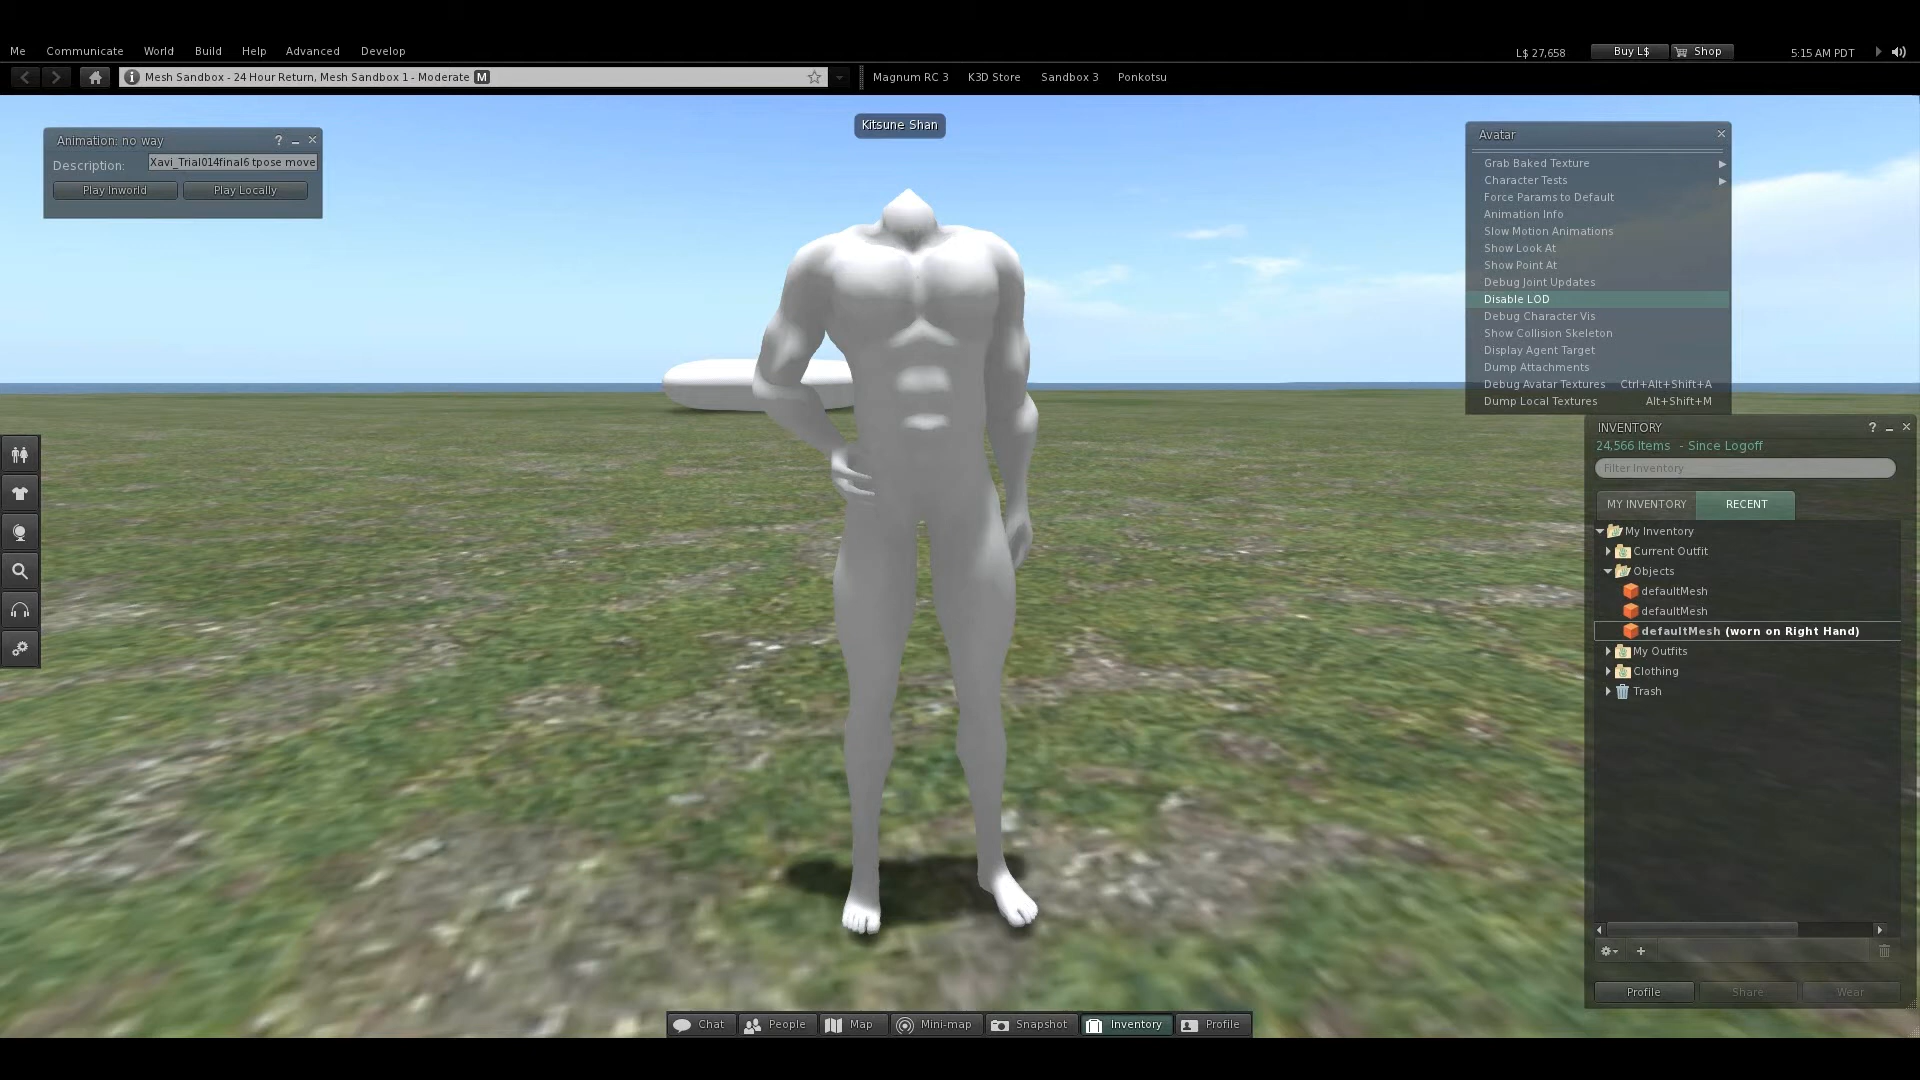 Me Communicate World Build Help Advanced Develop
L$ 27,658 Buy L$ Shop 5:15 AM PDT
Mesh Sandbox - 24 Hour Return, Mesh Sandbox 1 - Moderate M
Magnum RC 3 K3D Store Sandbox 3 Ponkotsu
Kitsune Shan
Animation: no way ?
Description: Xavi_Trial014final6 tpose move
Play Inworld Play Locally
Avatar
Grab Baked Texture
Character Tests
Force Params to Default
Animation Info
Slow Motion Animations
Show Look At
Show Point At
Debug Joint Updates
Disable LOD
Debug Character Vis
Show Collision Skeleton
Display Agent Target
Dump Attachments
Debug Avatar Textures Ctrl+Alt+Shift+A
Dump Local Textures Alt+Shift+M
INVENTORY ?
24,566 Items - Since Logoff
Filter Inventory
MY INVENTORY RECENT
My Inventory
Current Outfit
Objects
defaultMesh
defaultMesh
defaultMesh (worn on Right Hand)
My Outfits
Clothing
Trash
Profile Share Wear
Chat People Map Mini-map Snapshot Inventory Profile